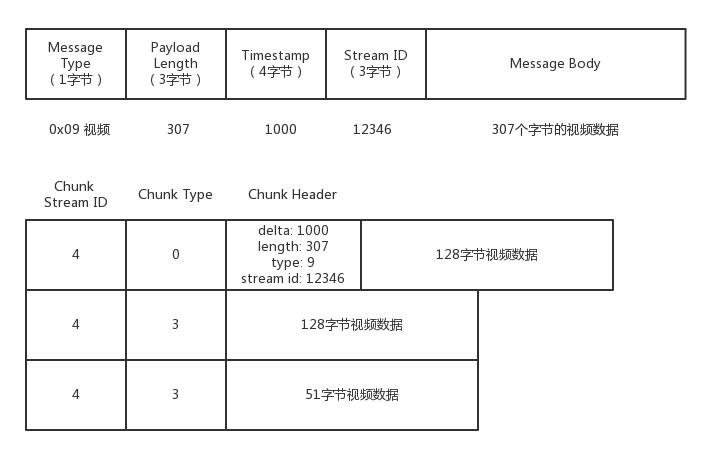 Message
Type
（1字节）
Payload
Length
（3字节）
Timestamp
（4字节）
Stream ID
（3字节）
Message Body
0x09 视频
307
1000
12346
307个字节的视频数据
Chunk
Stream ID
Chunk Type
Chunk Header
4
0
delta: 1000
length: 307
type: 9
stream id: 12346
128字节视频数据
4
3
128字节视频数据
4
3
51字节视频数据